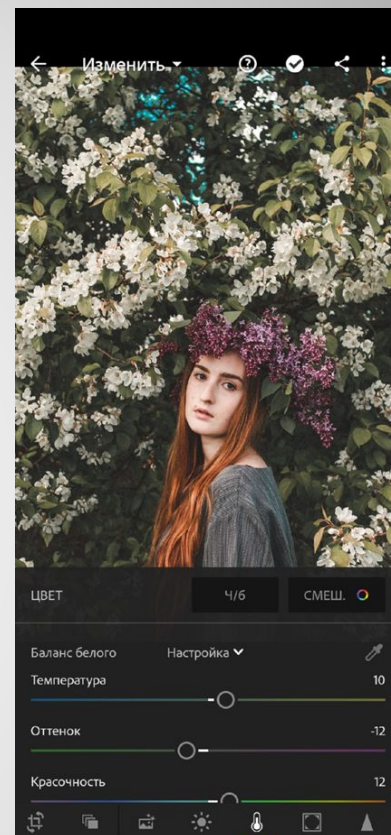 Изменить
ЦВЕТ Ч/б СМЕШ.
Баланс белого Настройка
Температура 10
Оттенок -12
Красочность 12